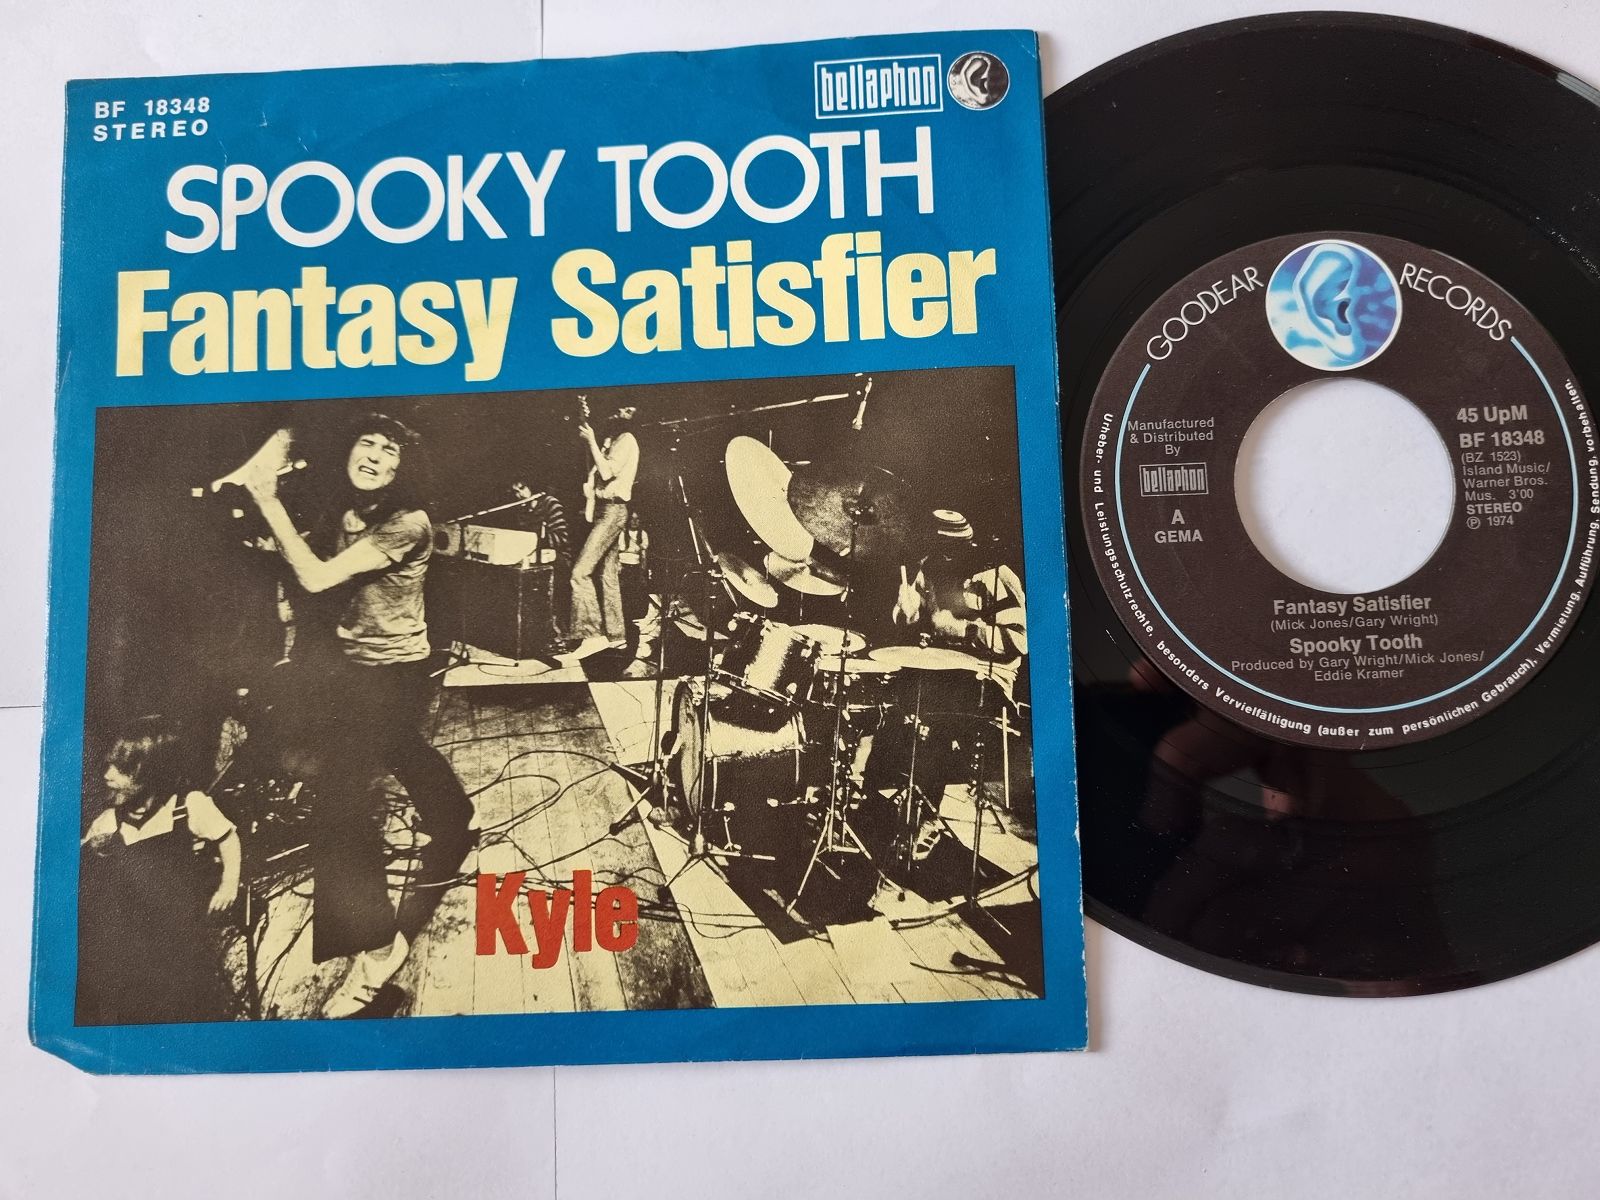 BF 18348
STEREO
bellaphon
SPOOKY TOOTH
Fantasy Satisfier
Kyle
GOODEAR RECORDS
Manufactured
& Distributed
By
bellaphon
A
GEMA
45 UpM
BF 18348
(BZ 1523)
Island Music/
Warner Bros.
Mus. 3'00
STEREO
Ⓟ 1974
Fantasy Satisfier
(Mick Jones/Gary Wright)
Spooky Tooth
Produced by Gary Wright/Mick Jones/
Eddie Kramer
Urheber- und Leistungsschutzrechte, besonders Vervielfältigung (außer zum persönlichen Gebrauch), Vermietung, Aufführung, Sendung, vorbehalten.